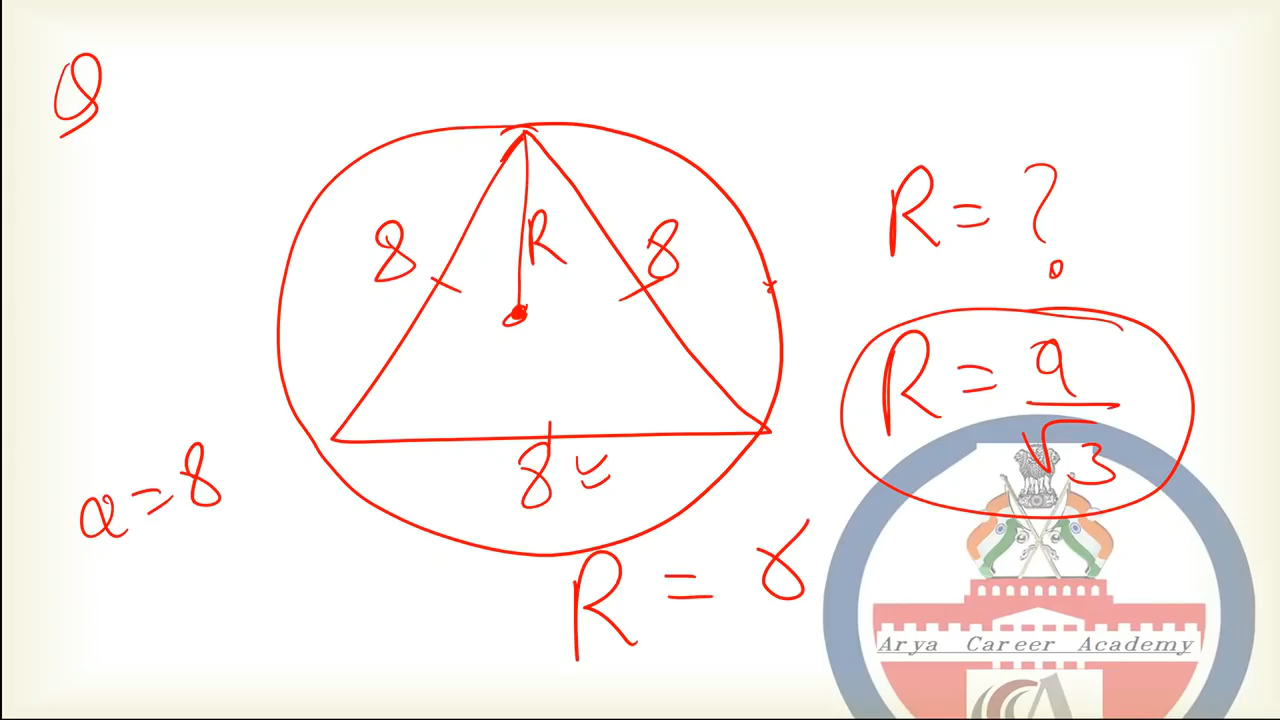 Q
8
R
8
8
a=8
R = ?
R = a/√3
R = 8
Arya Career Academy